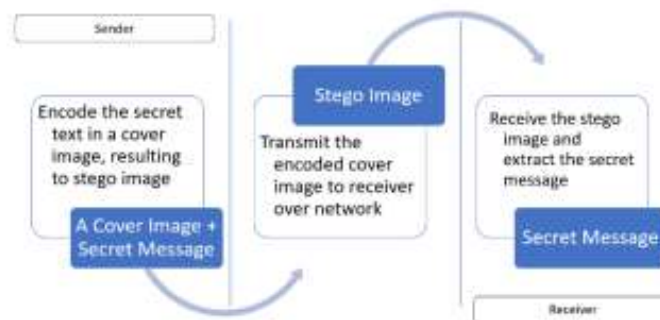 Sender
Encode the secret
text in a cover
image, resulting
to stego image
A Cover Image +
Secret Message
Stego Image
Transmit the
encoded cover
image to receiver
over network
Receive the stego
image and
extract the secret
message
Secret Message
Receiver